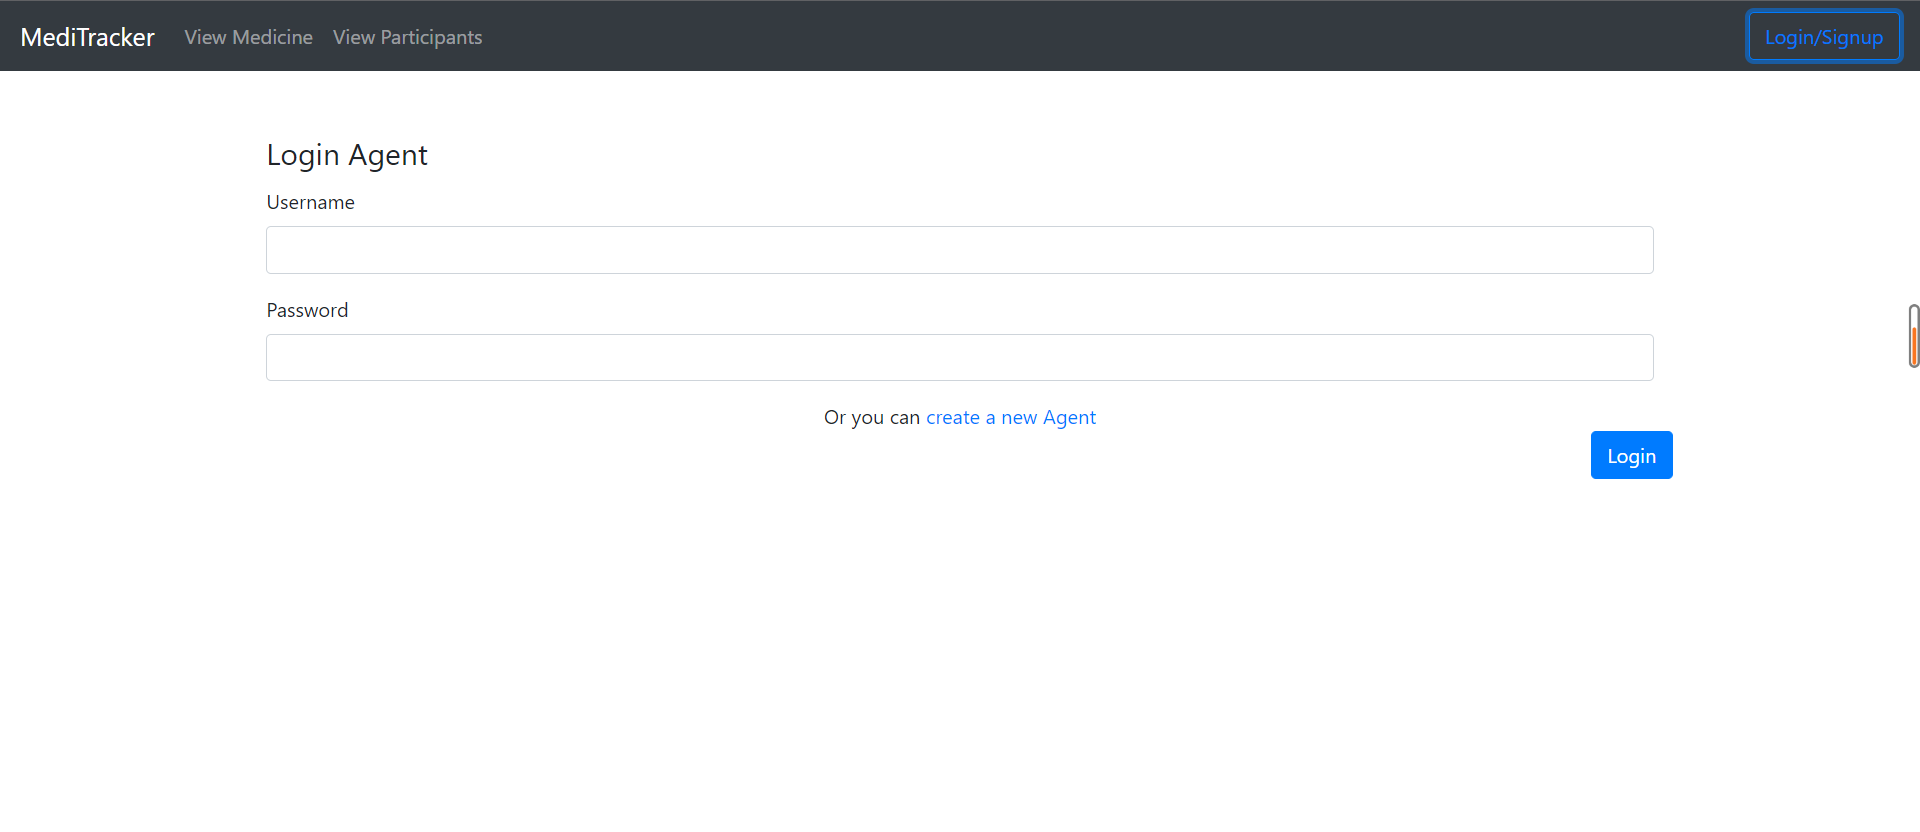 MediTracker View Medicine View Participants Login/Signup
Login Agent
Username
Password
Or you can create a new Agent
Login